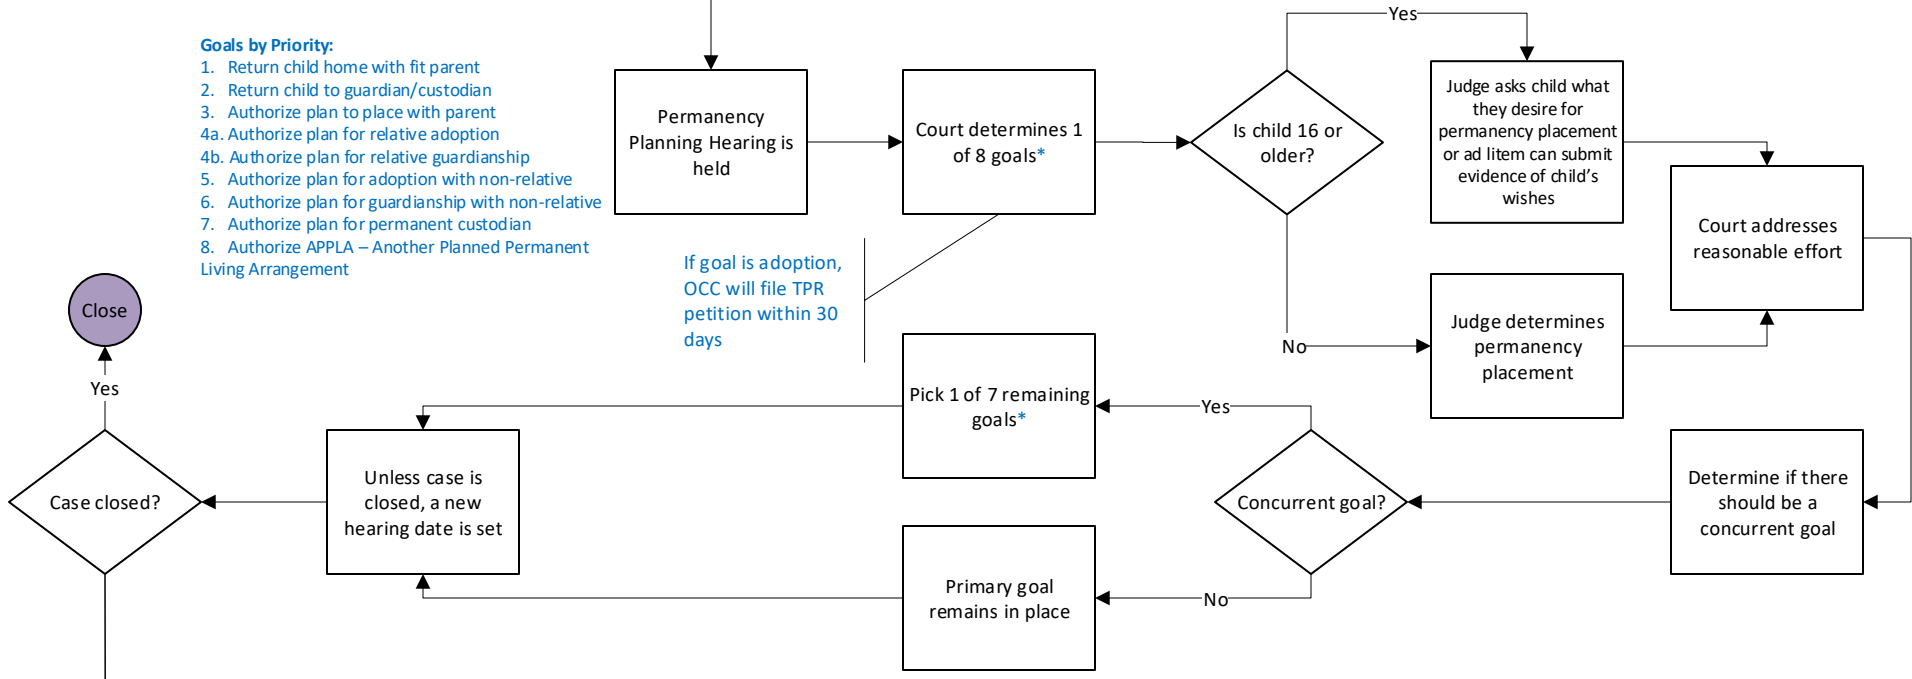 Goals by Priority:
1. Return child home with fit parent
2. Return child to guardian/custodian
3. Authorize plan to place with parent
4a. Authorize plan for relative adoption
4b. Authorize plan for relative guardianship
5. Authorize plan for adoption with non-relative
6. Authorize plan for guardianship with non-relative
7. Authorize plan for permanent custodian
8. Authorize APPLA – Another Planned Permanent
Living Arrangement
Permanency
Planning Hearing is
held
Court determines 1
of 8 goals*
If goal is adoption,
OCC will file TPR
petition within 30
days
Is child 16 or
older?
Yes
Judge asks child what
they desire for
permanency placement
or ad litem can submit
evidence of child's
wishes
No
Judge determines
permanency
placement
Court addresses
reasonable effort
Determine if there
should be a
concurrent goal
Concurrent goal?
Yes
Pick 1 of 7 remaining
goals*
No
Primary goal
remains in place
Unless case is
closed, a new
hearing date is set
Case closed?
Yes
Close